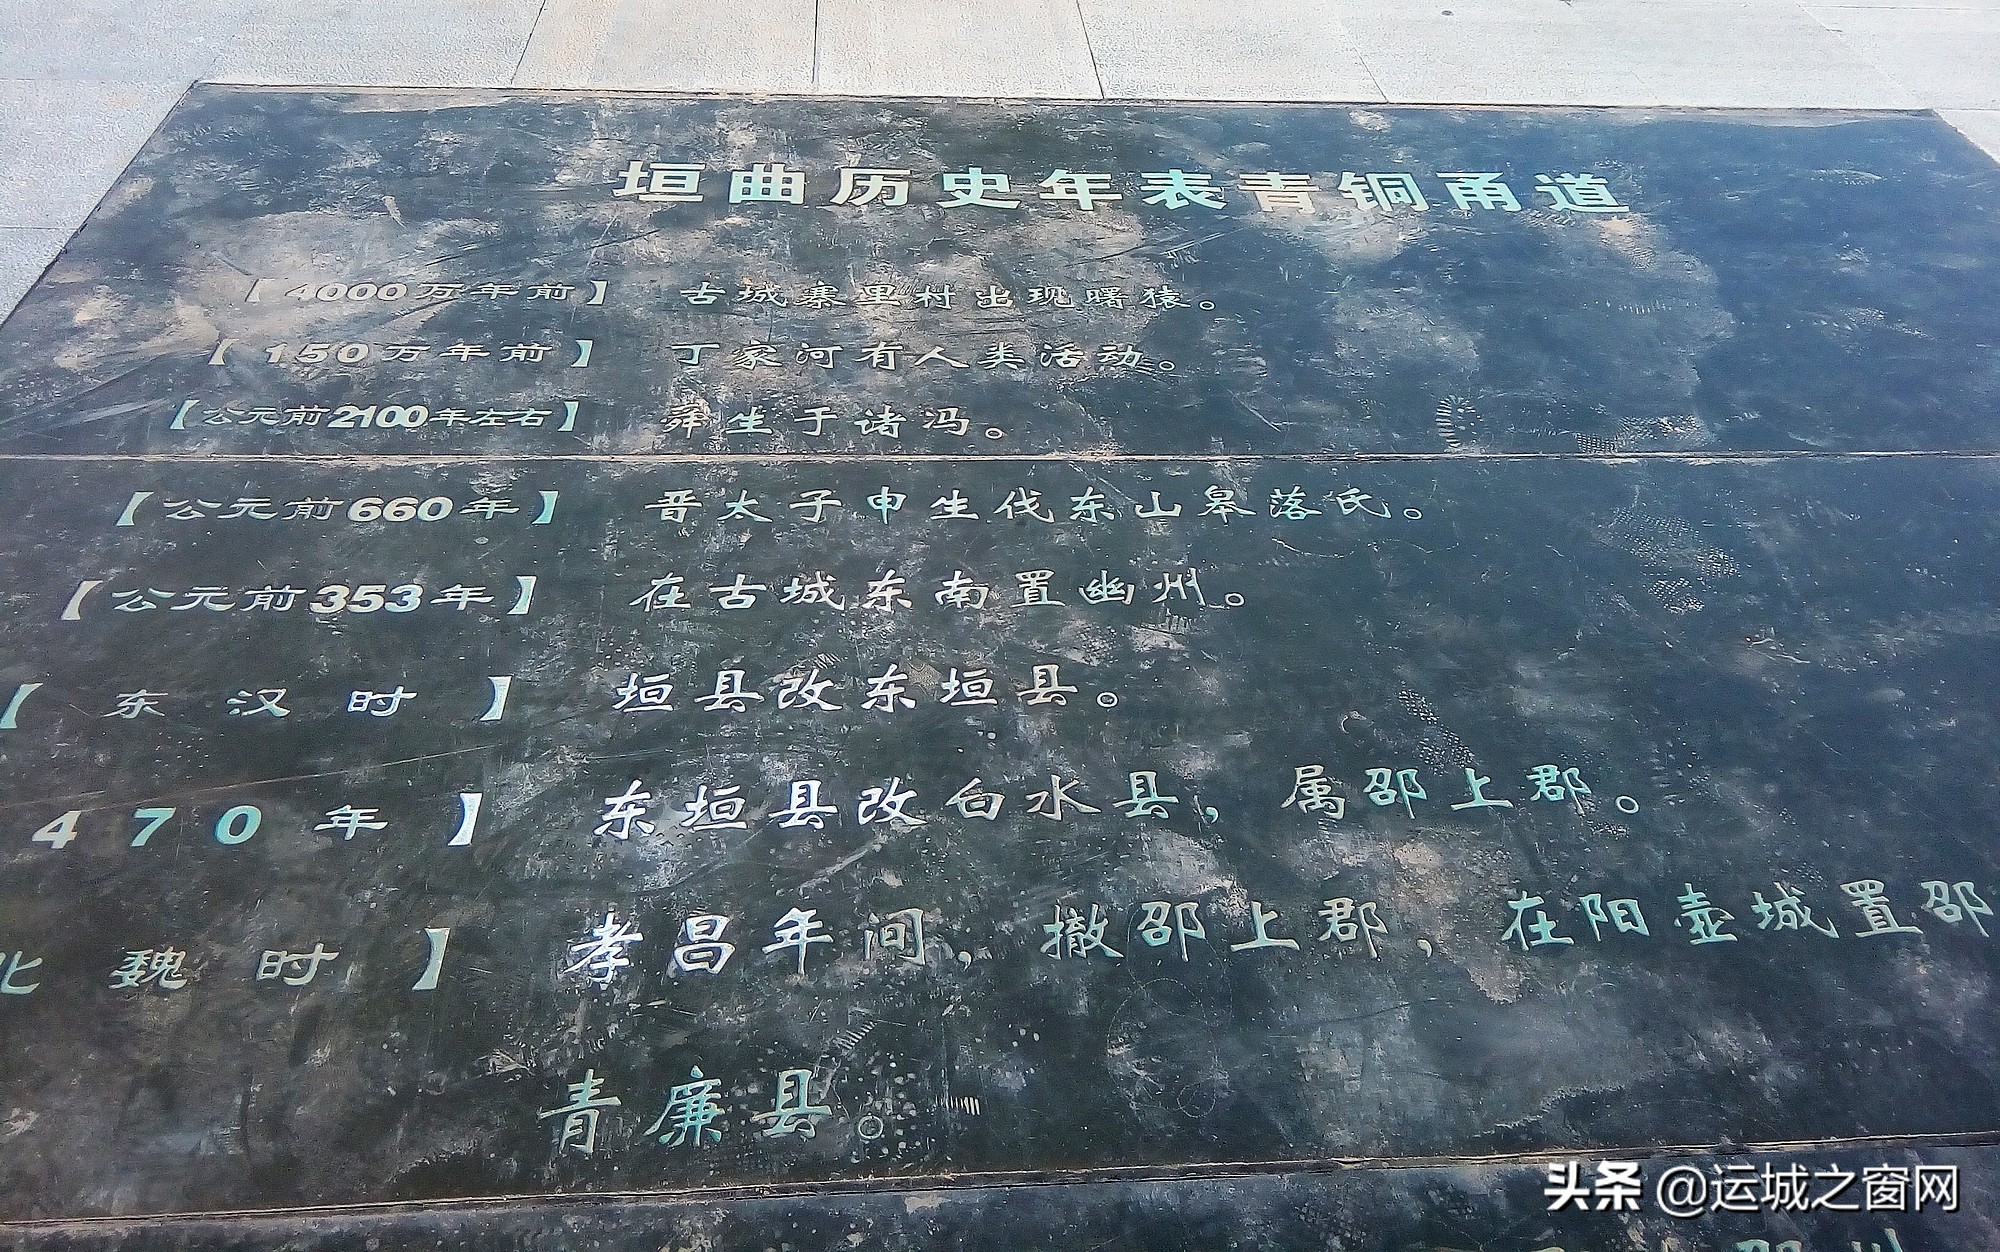 垣曲历史年表青铜甬道
【4000万年前】 古城寨里村出现曙猿。
【150万年前】 丁家河有人类活动。
【公元前2100年左右】 舜生于诸冯。
【公元前660年】 晋太子申生伐东山皋落氏。
【公元前353年】 在古城东南置幽州。
【东汉时】 垣县改东垣县。
470年】 东垣县改白水县，属邵上郡。
北魏时】 孝昌年间，撤邵上郡，在阳壶城置邵
青廉县。
头条 @运城之窗网